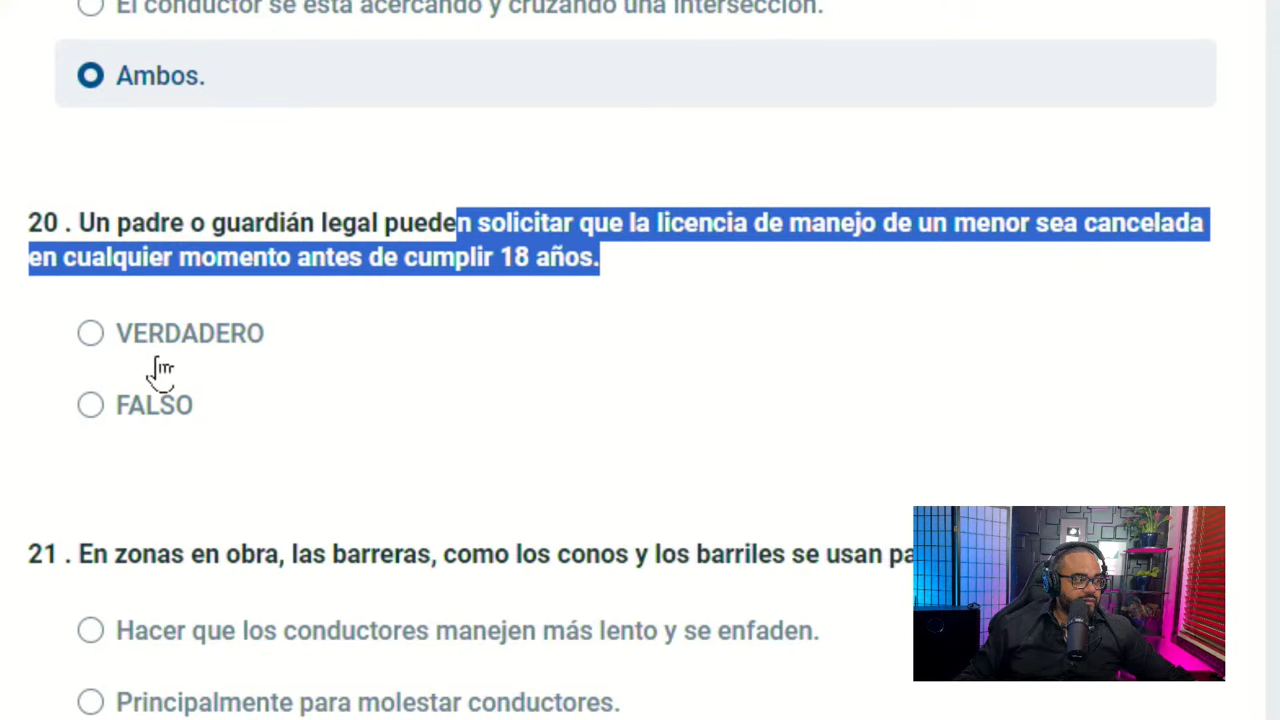 El conductor se está acercando y cruzando una intersección.
Ambos.
20 . Un padre o guardián legal pueden solicitar que la licencia de manejo de un menor sea cancelada
en cualquier momento antes de cumplir 18 años.
VERDADERO
FALSO
21 . En zonas en obra, las barreras, como los conos y los barriles se usan pa
Hacer que los conductores manejen más lento y se enfaden.
Principalmente para molestar conductores.